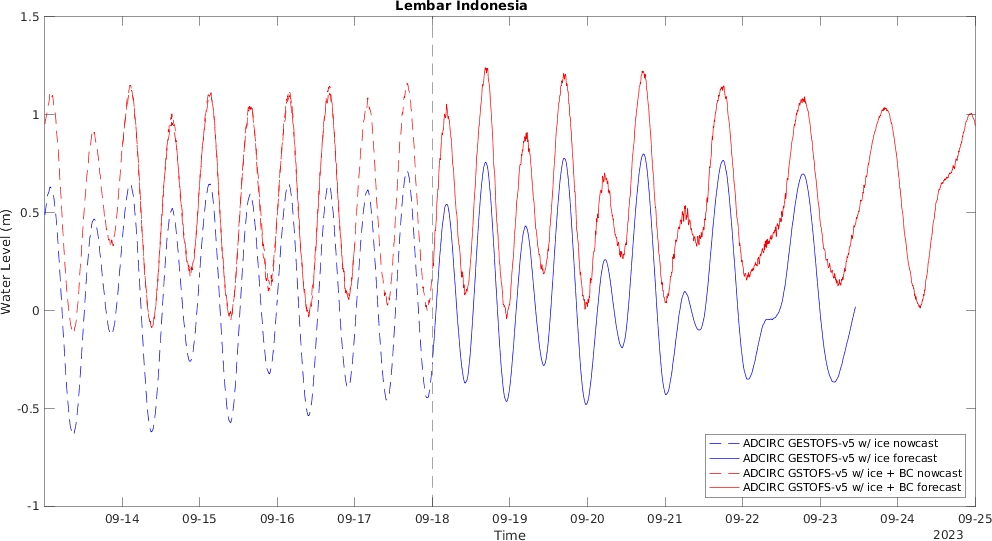 Lembar Indonesia
Water Level (m)
1.5
1
0.5
0
-0.5
-1
ADCIRC GESTOFS-v5 w/ ice nowcast
ADCIRC GESTOFS-v5 w/ ice forecast
ADCIRC GSTOFS-v5 w/ ice + BC nowcast
ADCIRC GSTOFS-v5 w/ ice + BC forecast
09-14 09-15 09-16 09-17 09-18 09-19 09-20 09-21 09-22 09-23 09-24 09-25
Time
2023